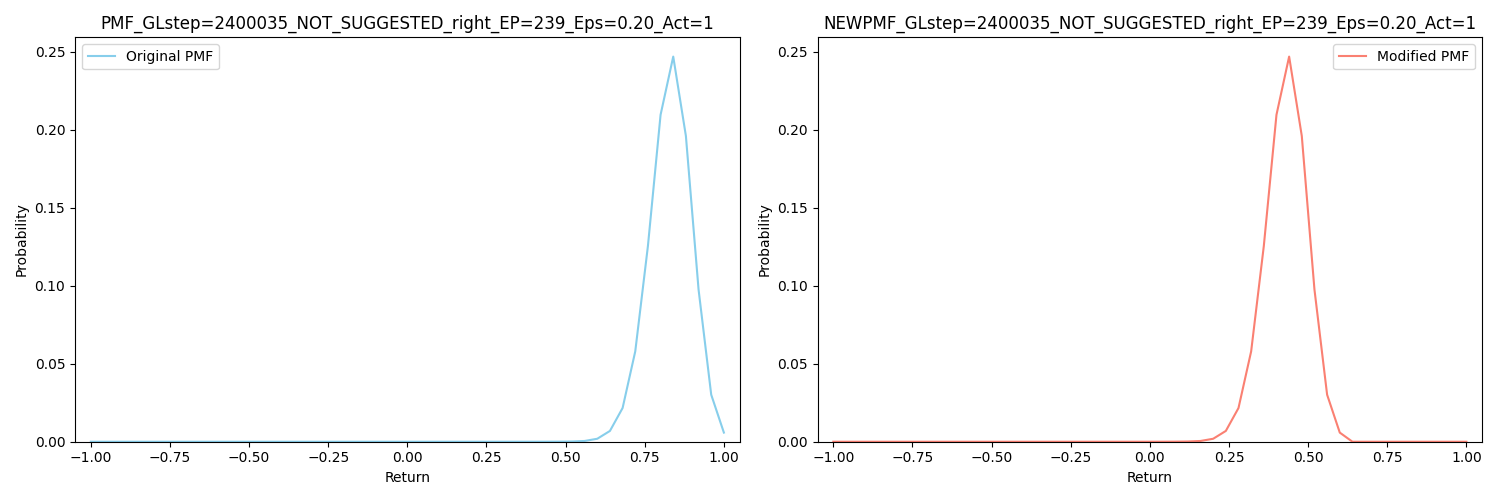 PMF_GLstep=2400035_NOT_SUGGESTED_right_EP=239_Eps=0.20_Act=1
Original PMF
0.25
0.20
0.15
0.10
0.05
0.00
Probability
−1.00 −0.75 −0.50 −0.25 0.00 0.25 0.50 0.75 1.00
Return
NEWPMF_GLstep=2400035_NOT_SUGGESTED_right_EP=239_Eps=0.20_Act=1
Modified PMF
0.25
0.20
0.15
0.10
0.05
0.00
Probability
−1.00 −0.75 −0.50 −0.25 0.00 0.25 0.50 0.75 1.00
Return